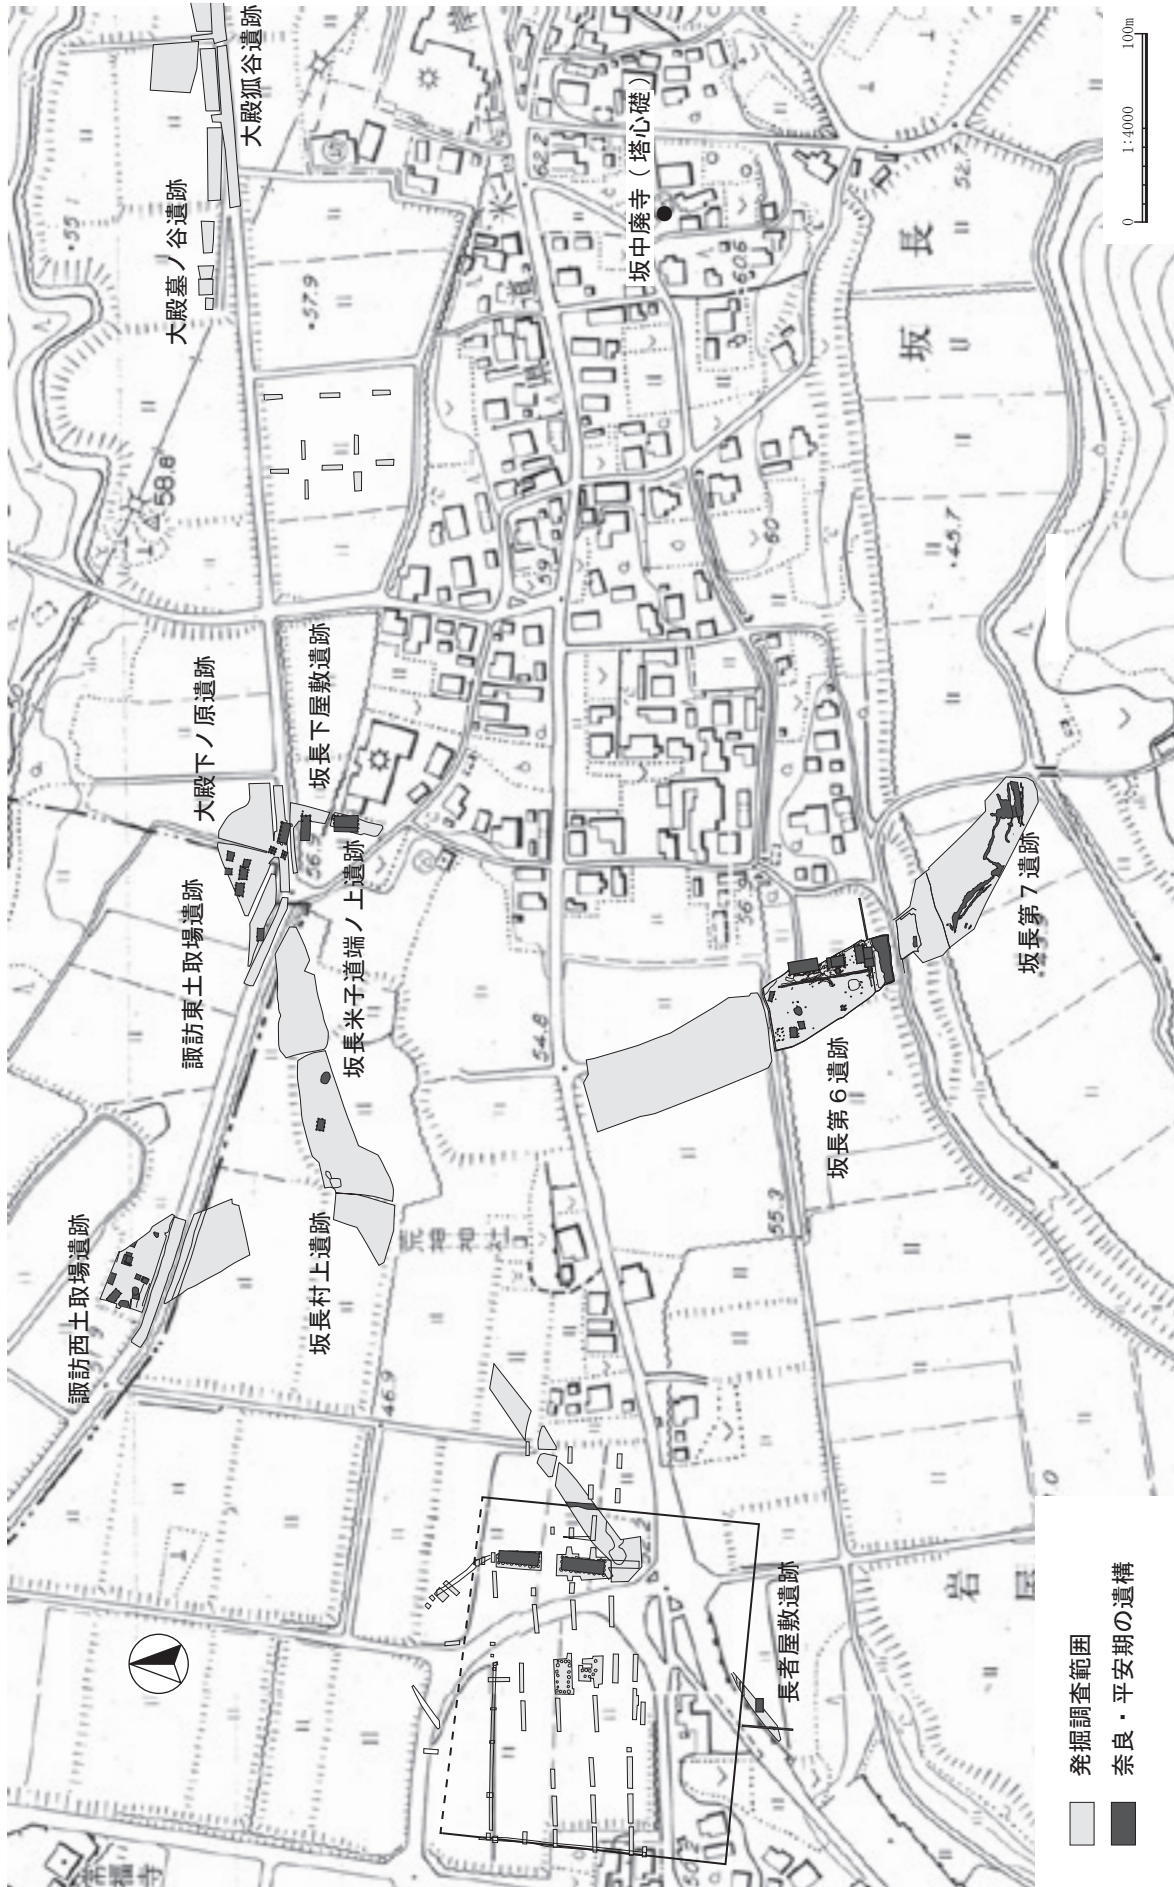 諏訪西土取場遺跡
諏訪東土取場遺跡
大殿下ノ原遺跡
大殿墓ノ谷遺跡
大殿狐谷遺跡
坂長下屋敷遺跡
坂長米子道端ノ上遺跡
坂長村上遺跡
坂中廃寺（塔心礎）
坂長第６遺跡
坂長第７遺跡
長者屋敷遺跡
荒神神社
坂長
岩屋
58.8
57.9
62.2
60.6
59
60
54.8
55.3
46.9
45.7
発掘調査範囲
奈良・平安期の遺構
0 1:4000 100m